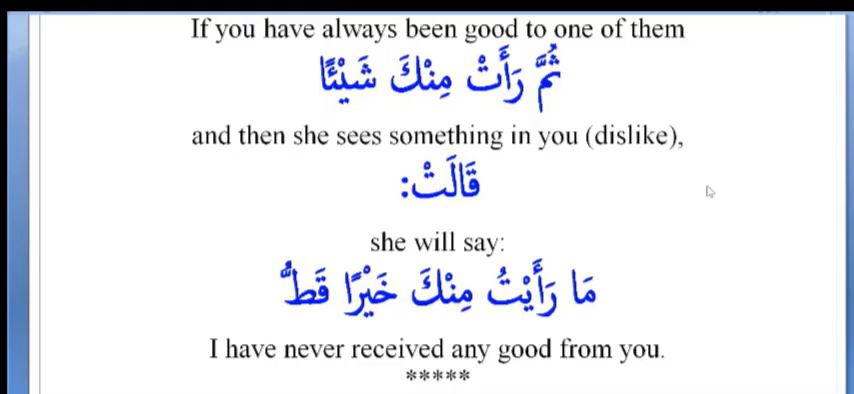 If you have always been good to one of them
ثُمَّ رَأَتْ مِنْكَ شَيْئًا
and then she sees something in you (dislike),
قَالَتْ:
she will say:
مَا رَأَيْتُ مِنْكَ خَيْرًا قَطُّ
I have never received any good from you.
*****